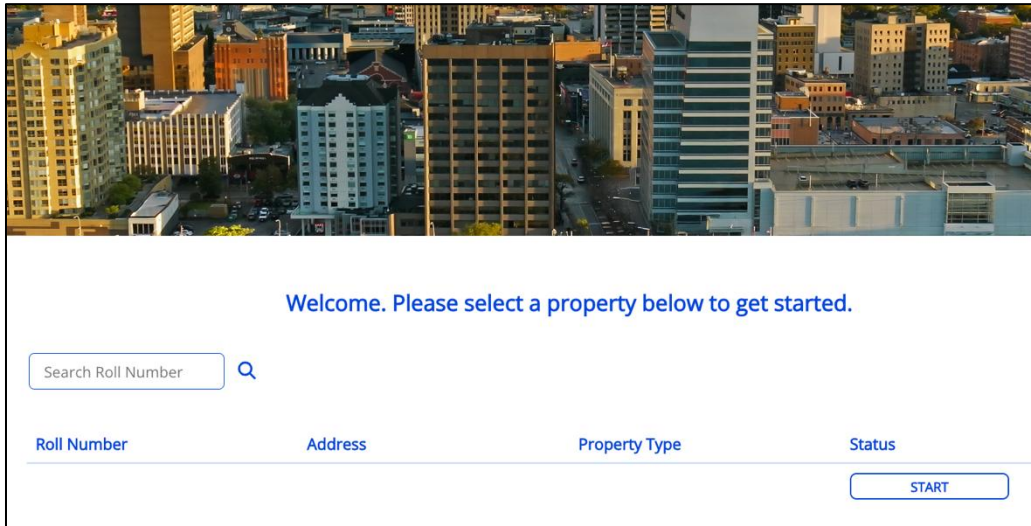 Welcome. Please select a property below to get started.
Search Roll Number
Roll Number Address Property Type Status
START